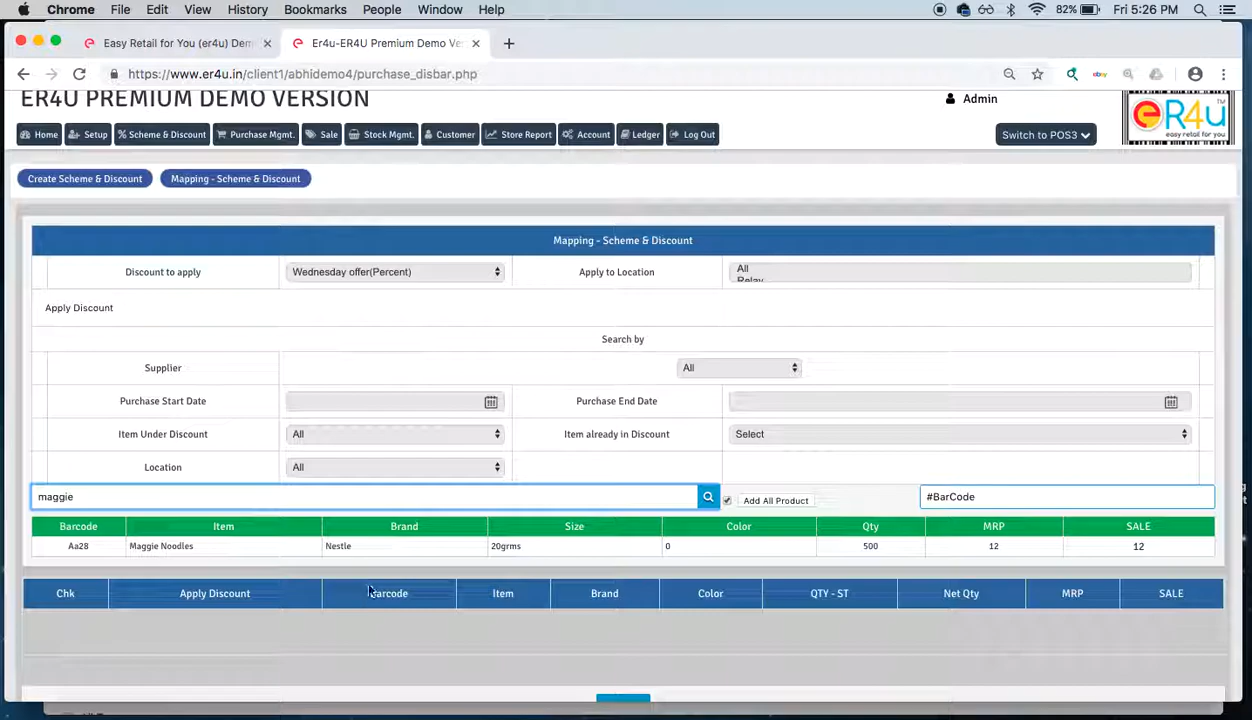 Chrome File Edit View History Bookmarks People Window Help 82% Fri 5:26 PM
Easy Retail for You (er4u) Dem Er4u-ER4U Premium Demo Ve
https://www.er4u.in/client1/abhidemo4/purchase_disbar.php
ER4U PREMIUM DEMO VERSION Admin
eR4U
easy retail for you
Home Setup Scheme & Discount Purchase Mgmt. Sale Stock Mgmt. Customer Store Report Account Ledger Log Out Switch to POS3
Create Scheme & Discount Mapping - Scheme & Discount
Mapping - Scheme & Discount
Discount to apply Wednesday offer(Percent) Apply to Location All
Relay
Apply Discount
Search by
Supplier All
Purchase Start Date Purchase End Date
Item Under Discount All Item already in Discount Select
Location All
maggie Add All Product #BarCode
Barcode Item Brand Size Color Qty MRP SALE
Aa28 Maggie Noodles Nestle 20grms 0 500 12 12
Chk Apply Discount Barcode Item Brand Color QTY - ST Net Qty MRP SALE